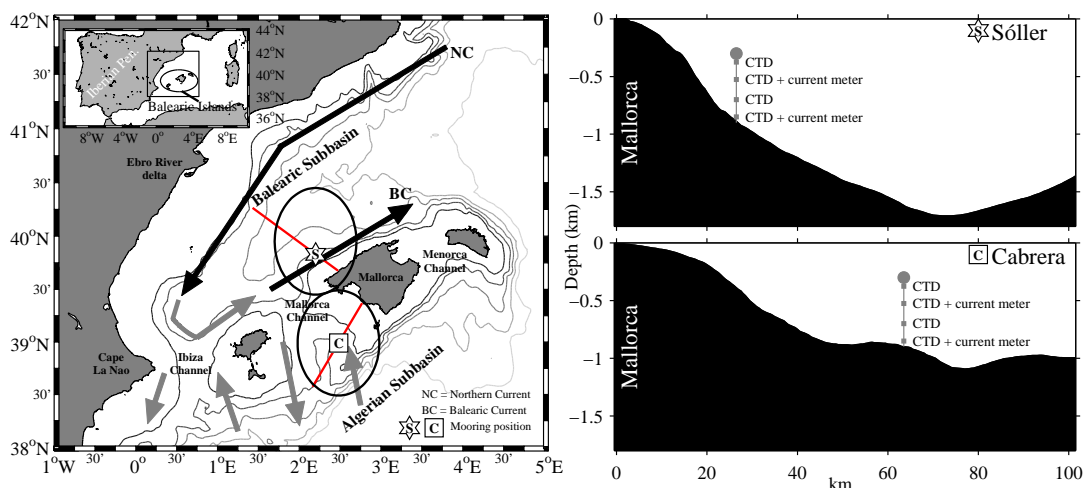 42°N
30'
41°N
30'
40°N
30'
39°N
30'
38°N
1°W
30'
0°
30'
1°E
30'
2°E
30'
3°E
30'
4°E
30'
5°E
44°N
42°N
40°N
38°N
36°N
8°W
4°W
0°
4°E
8°E
Iberian Pen.
Balearic Islands
NC
Ebro River
delta
Balearic Subbasin
BC
S
Menorca
Channel
Mallorca
Mallorca
Channel
C
Cape
La Nao
Ibiza
Channel
Algerian Subbasin
NC = Northern Current
BC = Balearic Current
S C Mooring position
0
−0.5
−1
−1.5
Mallorca
S Sóller
CTD
CTD + current meter
CTD
CTD + current meter
Depth (km)
0
−0.5
−1
−1.5
Mallorca
C Cabrera
CTD
CTD + current meter
CTD
CTD + current meter
0
20
40
60
80
100
km